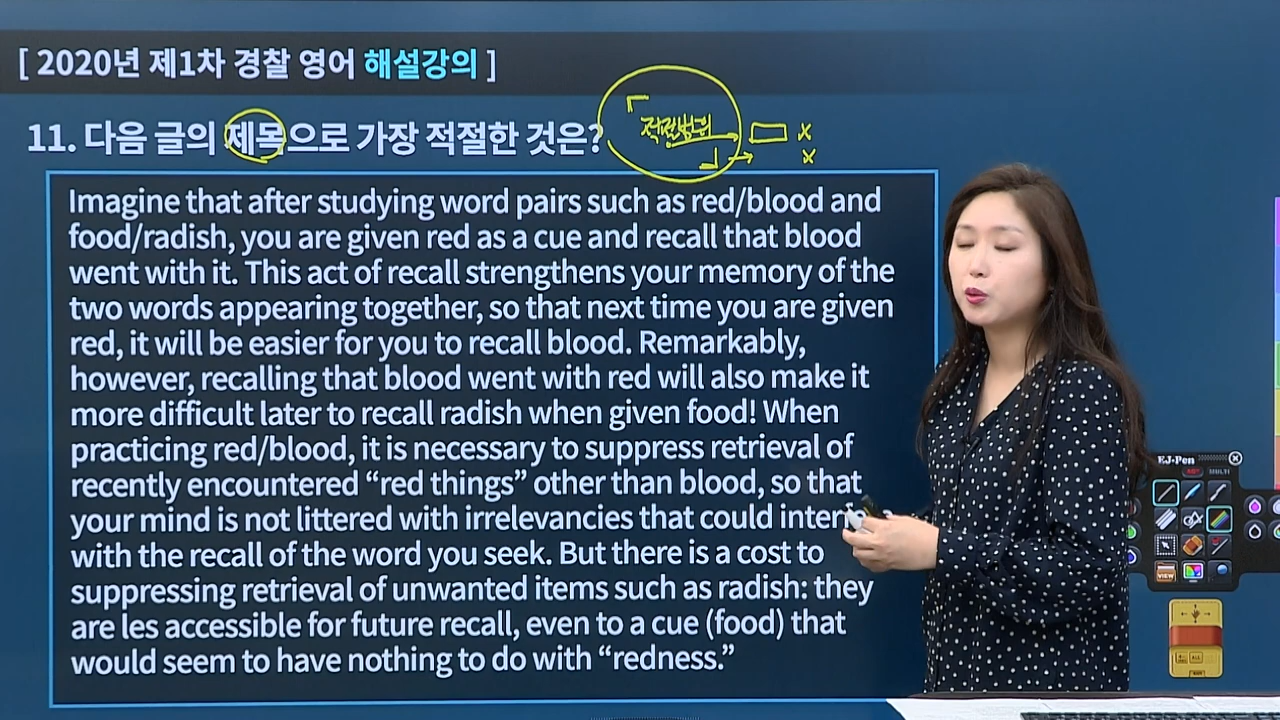 [ 2020년 제1차 경찰 영어 해설강의 ]
11. 다음 글의 제목으로 가장 적절한 것은?
적절범위
Imagine that after studying word pairs such as red/blood and
food/radish, you are given red as a cue and recall that blood
went with it. This act of recall strengthens your memory of the
two words appearing together, so that next time you are given
red, it will be easier for you to recall blood. Remarkably,
however, recalling that blood went with red will also make it
more difficult later to recall radish when given food! When
practicing red/blood, it is necessary to suppress retrieval of
recently encountered “red things” other than blood, so that
your mind is not littered with irrelevancies that could inter
with the recall of the word you seek. But there is a cost to
suppressing retrieval of unwanted items such as radish: they
are les accessible for future recall, even to a cue (food) that
would seem to have nothing to do with “redness.”
EJ-Pen
MULTI
VIEW